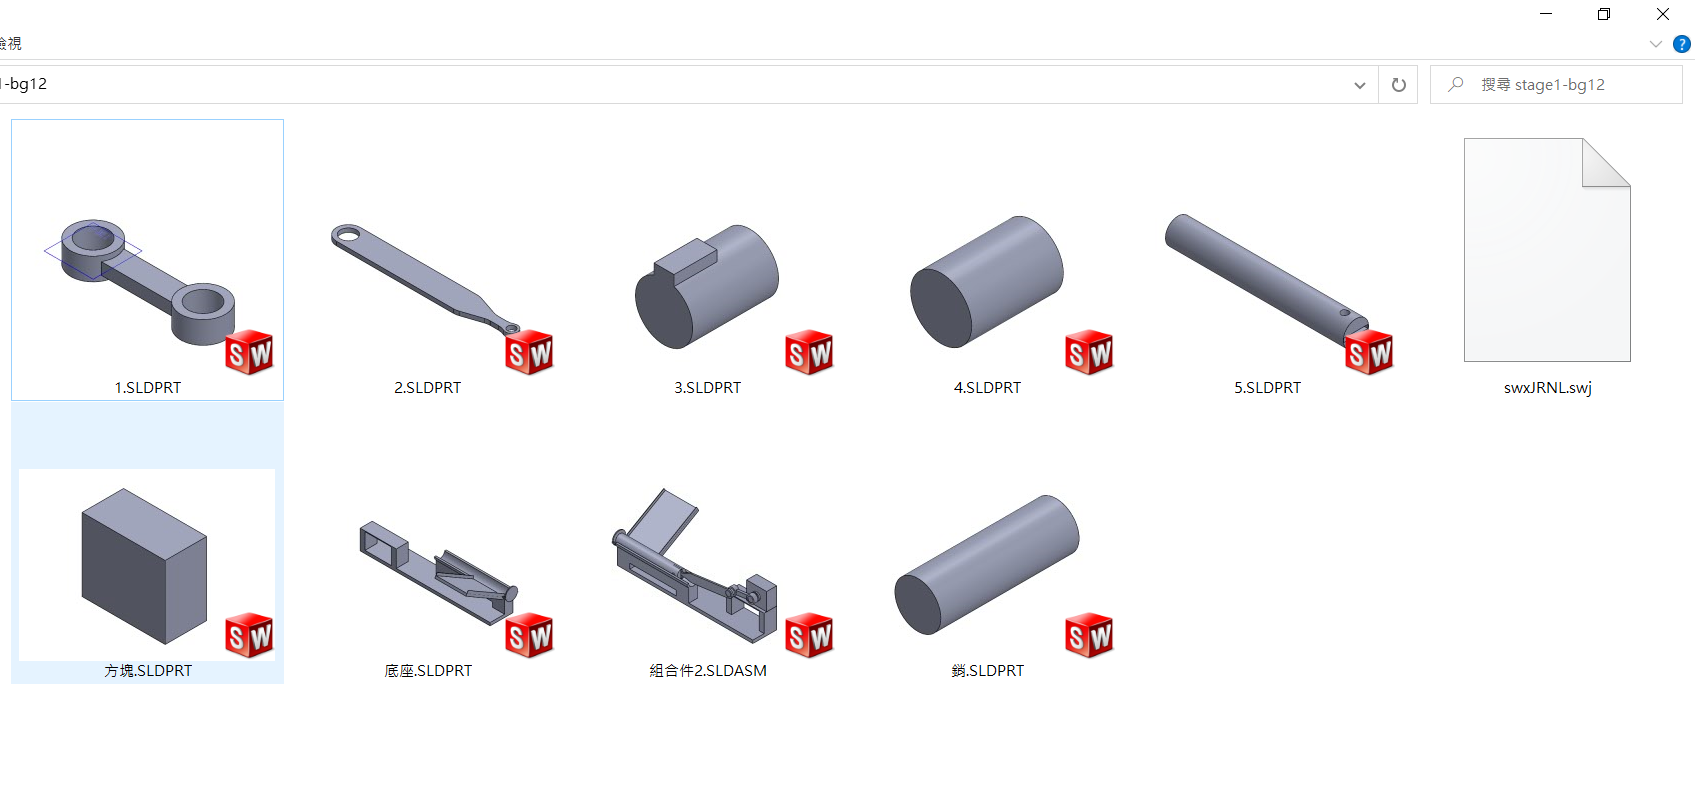 檢視
1-bg12
搜尋 stage1-bg12
1.SLDPRT
2.SLDPRT
3.SLDPRT
4.SLDPRT
5.SLDPRT
swxJRNL.swj
方塊.SLDPRT
底座.SLDPRT
組合件2.SLDASM
銷.SLDPRT